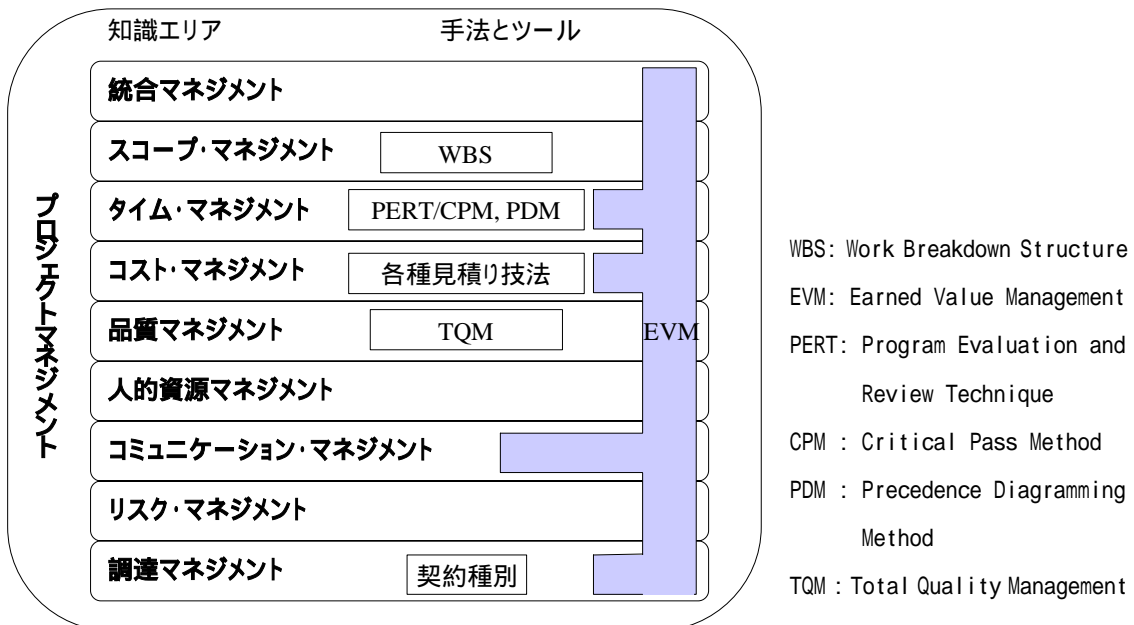 知識エリア 手法とツール
統合マネジメント
スコープ・マネジメント WBS
タイム・マネジメント PERT/CPM, PDM
コスト・マネジメント 各種見積り技法
品質マネジメント TQM EVM
人的資源マネジメント
コミュニケーション・マネジメント
リスク・マネジメント
調達マネジメント 契約種別
プロジェクトマネジメント
WBS: Work Breakdown Structure
EVM: Earned Value Management
PERT: Program Evaluation and
Review Technique
CPM : Critical Pass Method
PDM : Precedence Diagramming
Method
TQM : Total Quality Management